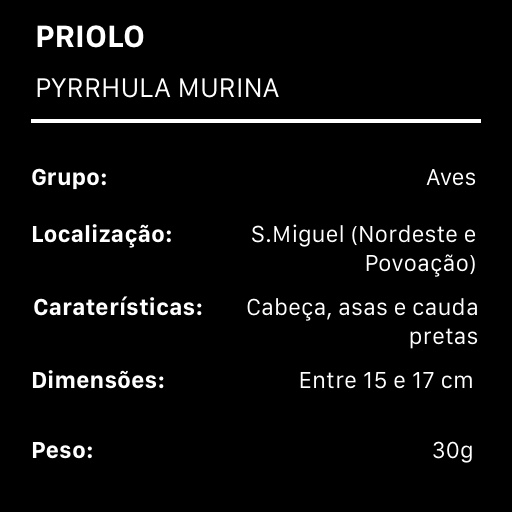 PRIOLO
PYRRHULA MURINA
Grupo: Aves
Localização: S.Miguel (Nordeste e
Povoação)
Caraterísticas: Cabeça, asas e cauda
pretas
Dimensões: Entre 15 e 17 cm
Peso: 30g